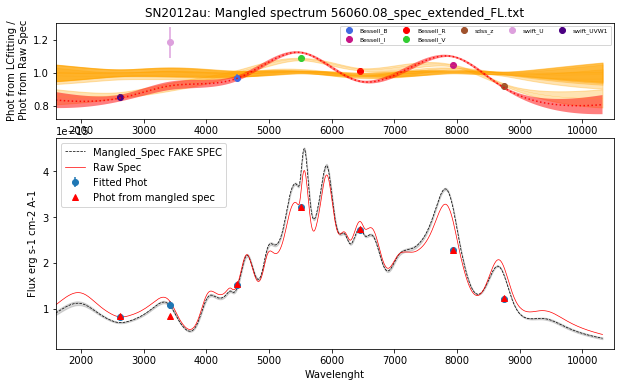 SN2012au: Mangled spectrum 56060.08_spec_extended_FL.txt
Phot from LCfitting /
Phot from Raw spec
1.2
1.0
0.8
Bessell_B
Bessell_I
Bessell_R
Bessell_V
sdss_z
swift_U
swift_UVW1
2000 3000 4000 5000 6000 7000 8000 9000 10000
Flux erg s-1 cm-2 A-1
4
3
2
1
Mangled_Spec FAKE SPEC
Raw Spec
Fitted Phot
Phot from mangled spec
2000 3000 4000 5000 6000 7000 8000 9000 10000
Wavelenght